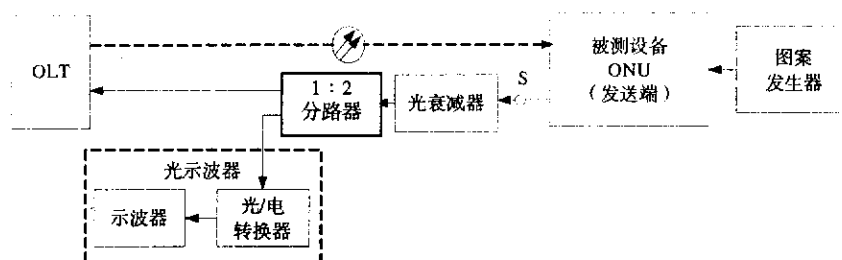 OLT
被测设备
ONU
（发送端）
图案
发生器
S
1：2
分路器
光衰减器
光示波器
示波器
光/电
转换器